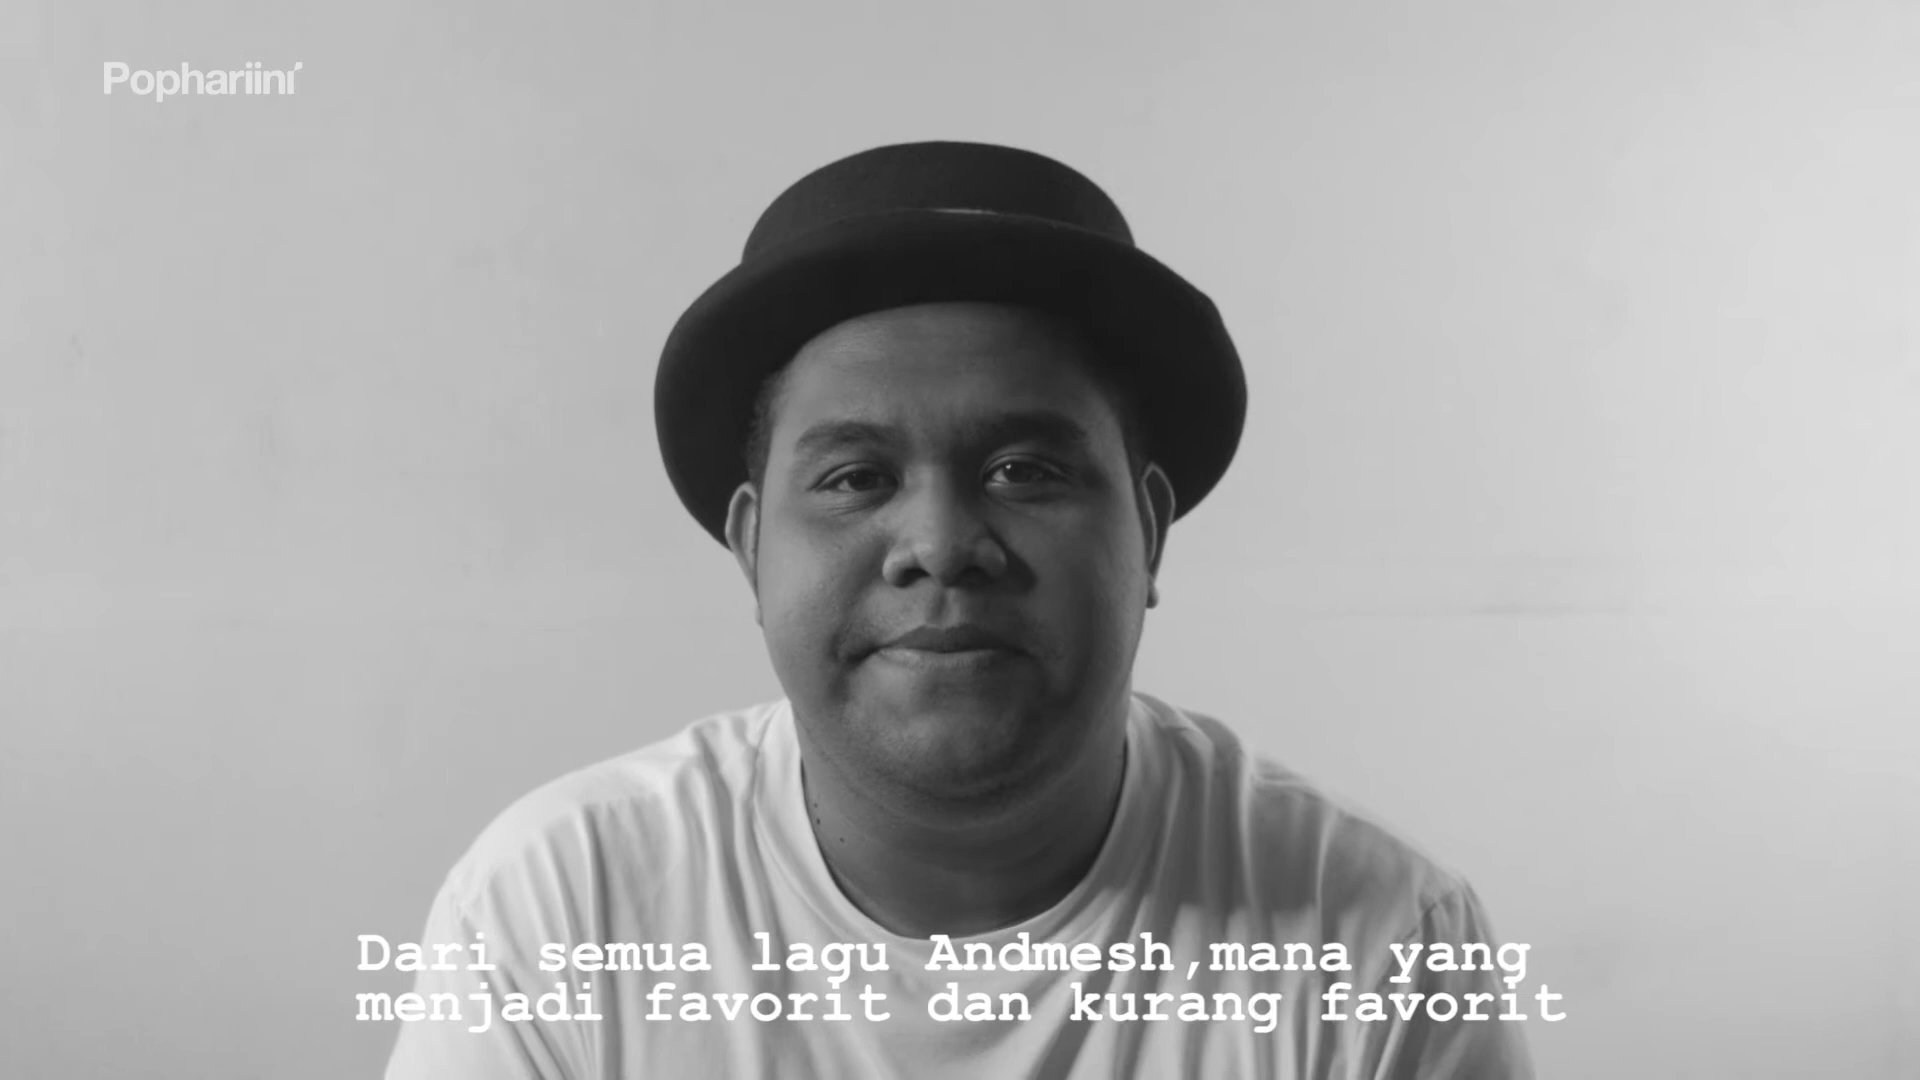 Pophariini
Dari semua lagu Andmesh,mana yang
menjadi favorit dan kurang favorit